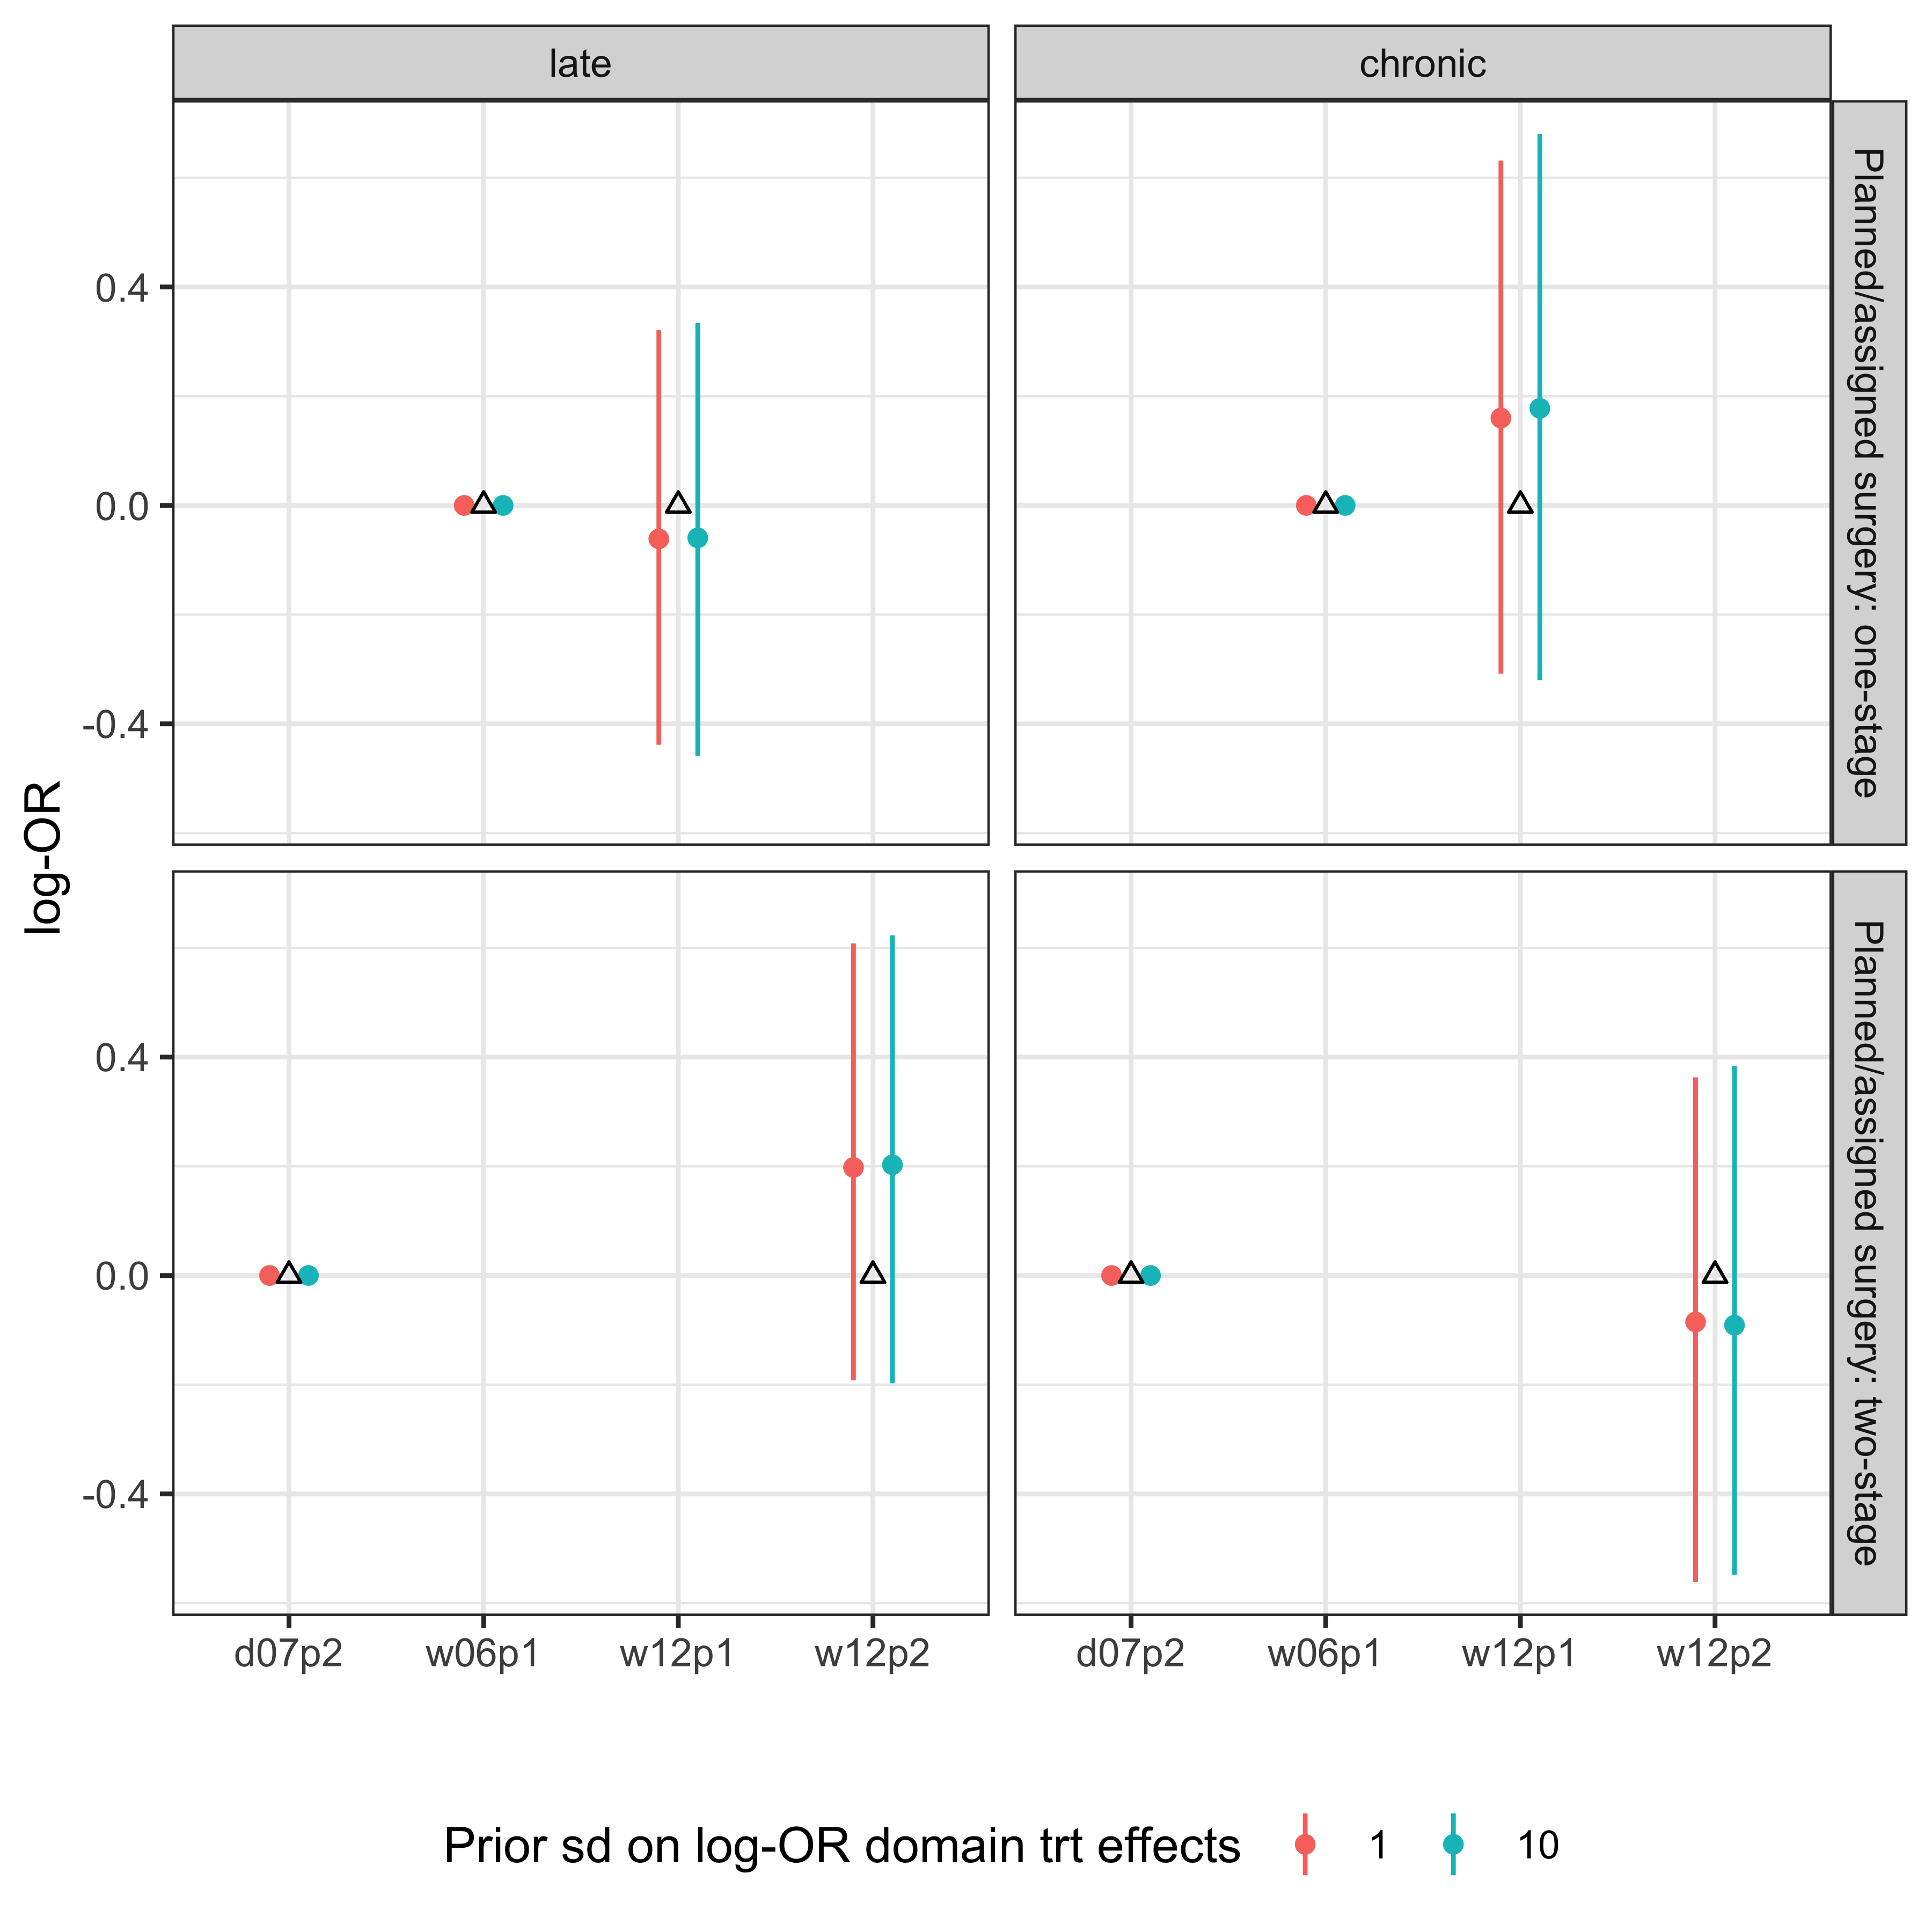 late
chronic
Planned/assigned surgery: one-stage
0.4
0.0
-0.4
log-OR
Planned/assigned surgery: two-stage
0.4
0.0
-0.4
d07p2 w06p1 w12p1 w12p2
d07p2 w06p1 w12p1 w12p2
Prior sd on log-OR domain trt effects 1 10